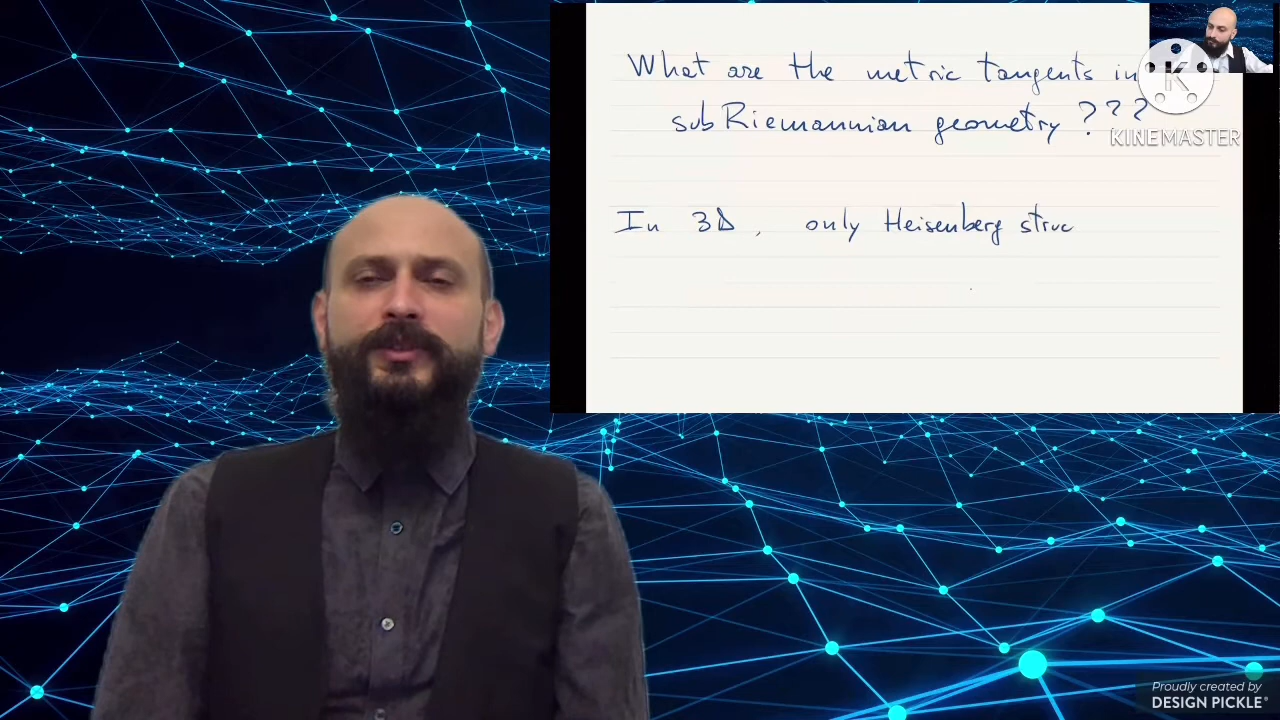 What are the metric tangents in
subRiemannian geometry ???
K
KINEMASTER
In 3D, only Heisenberg struc
Proudly created by
DESIGN PICKLE®